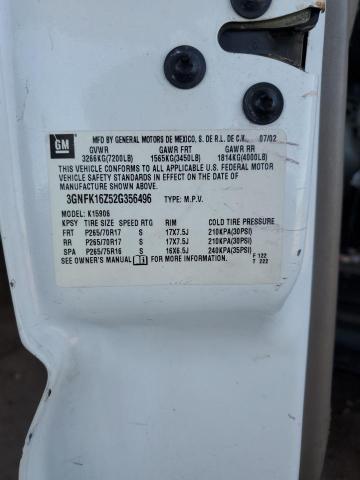 GM
MFD BY GENERAL MOTORS DE MEXICO, S. DE R.L. DE C.V. 07/02
GVWR GAWR FRT GAWR RR
3266KG(7200LB) 1565KG(3450LB) 1814KG(4000LB)
THIS VEHICLE CONFORMS TO ALL APPLICABLE U.S. FEDERAL MOTOR
VEHICLE SAFETY STANDARDS IN EFFECT ON THE DATE OF
MANUFACTURE SHOWN ABOVE.
3GNFK16Z52G356496 TYPE: M.P.V.
MODEL: K15906
KPSY TIRE SIZE SPEED RTG RIM COLD TIRE PRESSURE
FRT P265/70R17 S 17X7.5J 210KPA(30PSI)
RR P265/70R17 S 17X7.5J 210KPA(30PSI)
SPA P265/75R16 S 16X6.5J 240KPA(35PSI)
SEE OWNER'S MANUAL FOR MORE INFORMATION. F 122
T 222